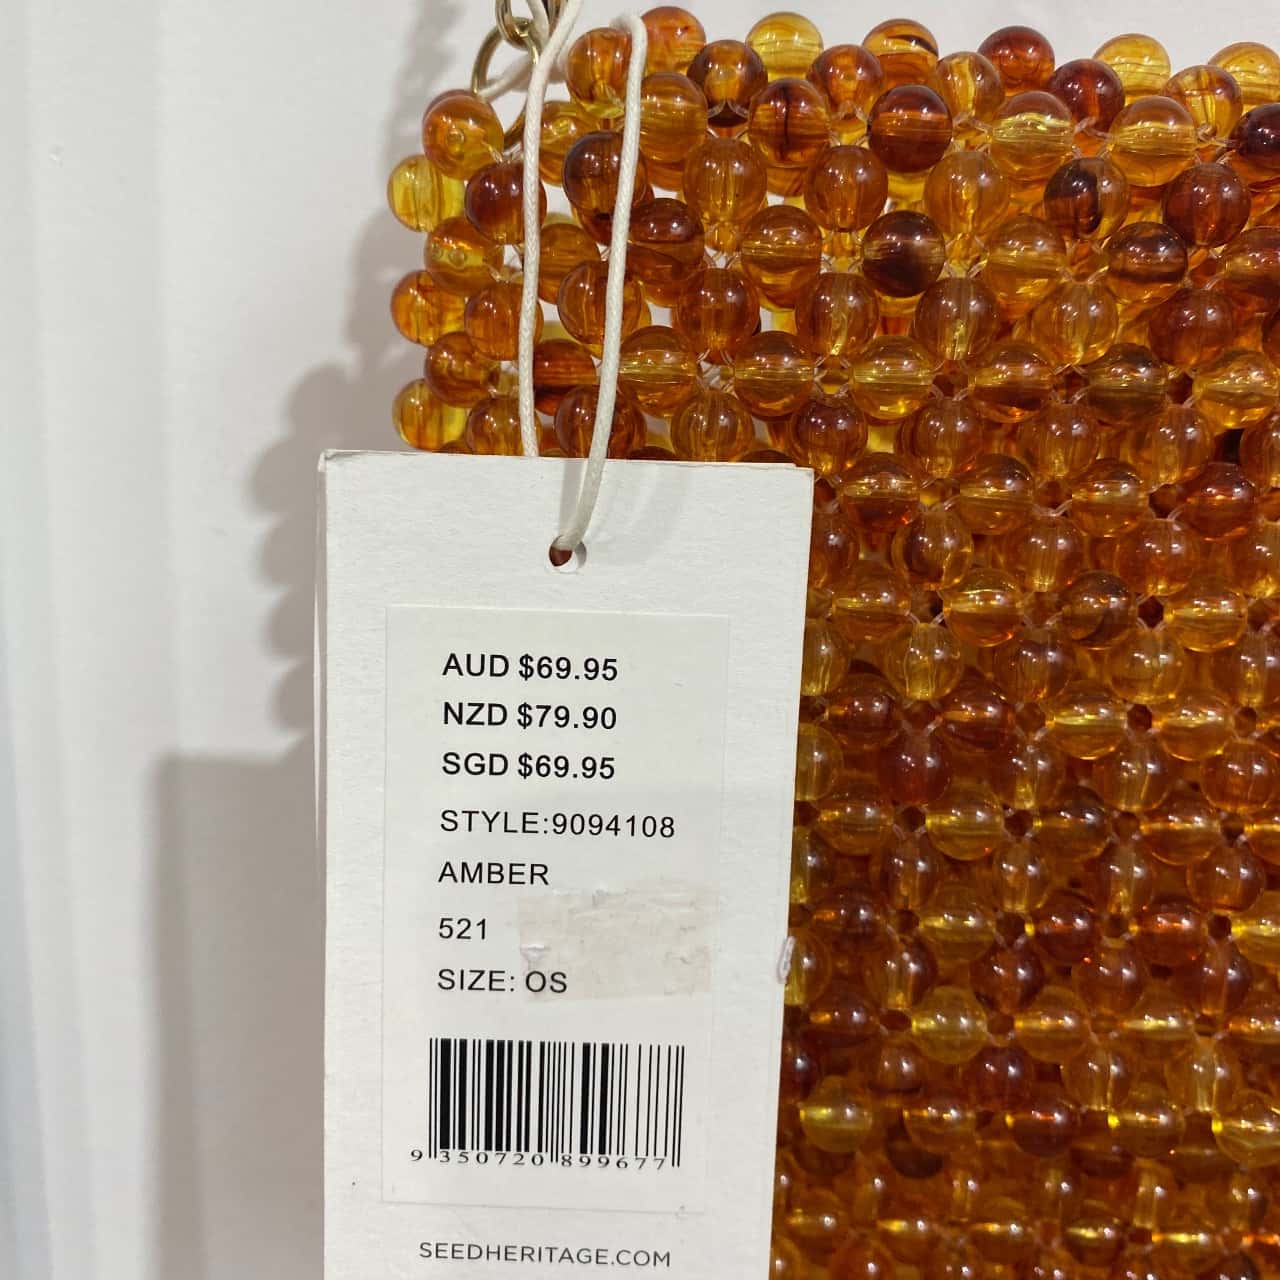 AUD $69.95
NZD $79.90
SGD $69.95
STYLE:9094108
AMBER
521
SIZE: OS
9 350720 899677
SEEDHERITAGE.COM